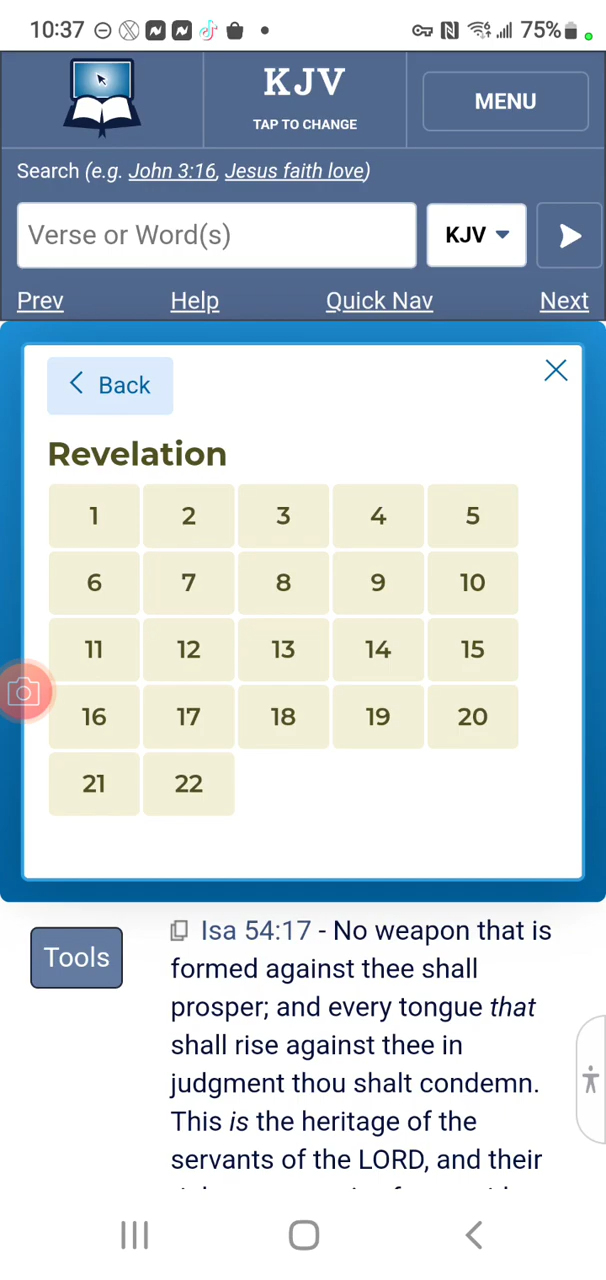 10:37 75%
KJV
TAP TO CHANGE
MENU
Search (e.g. John 3:16, Jesus faith love)
Verse or Word(s)
KJV
Prev Help Quick Nav Next
Back
Revelation
1 2 3 4 5
6 7 8 9 10
11 12 13 14 15
16 17 18 19 20
21 22
Tools
Isa 54:17 - No weapon that is
formed against thee shall
prosper; and every tongue that
shall rise against thee in
judgment thou shalt condemn.
This is the heritage of the
servants of the LORD, and their